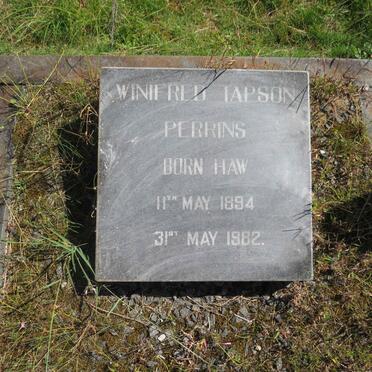 WINIFRED TAPSON
PERRINS
BORN HAW
11TH MAY 1894
31ST MAY 1982.